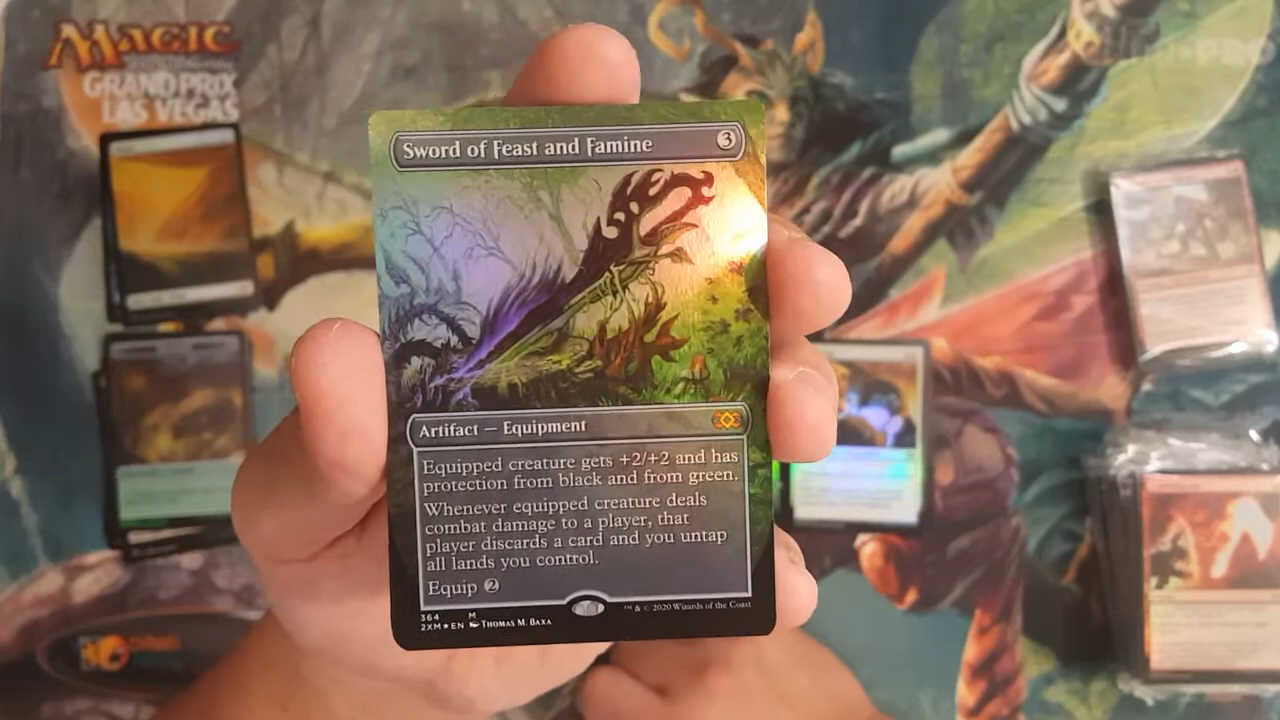 MAGIC
GRAND PRIX
LAS VEGAS
Sword of Feast and Famine
3
Artifact — Equipment
Equipped creature gets +2/+2 and has
protection from black and from green.
Whenever equipped creature deals
combat damage to a player, that
player discards a card and you untap
all lands you control.
Equip 2
364 M
2XM ★ EN Thomas M. Baxa
™ & © 2020 Wizards of the Coast